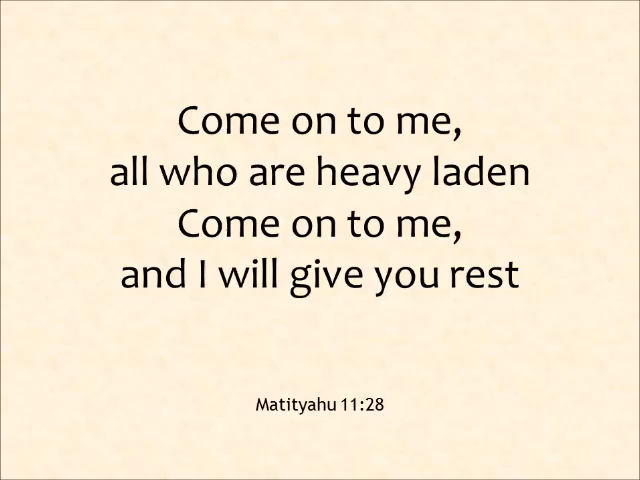 Come on to me,
all who are heavy laden
Come on to me,
and I will give you rest
Matityahu 11:28